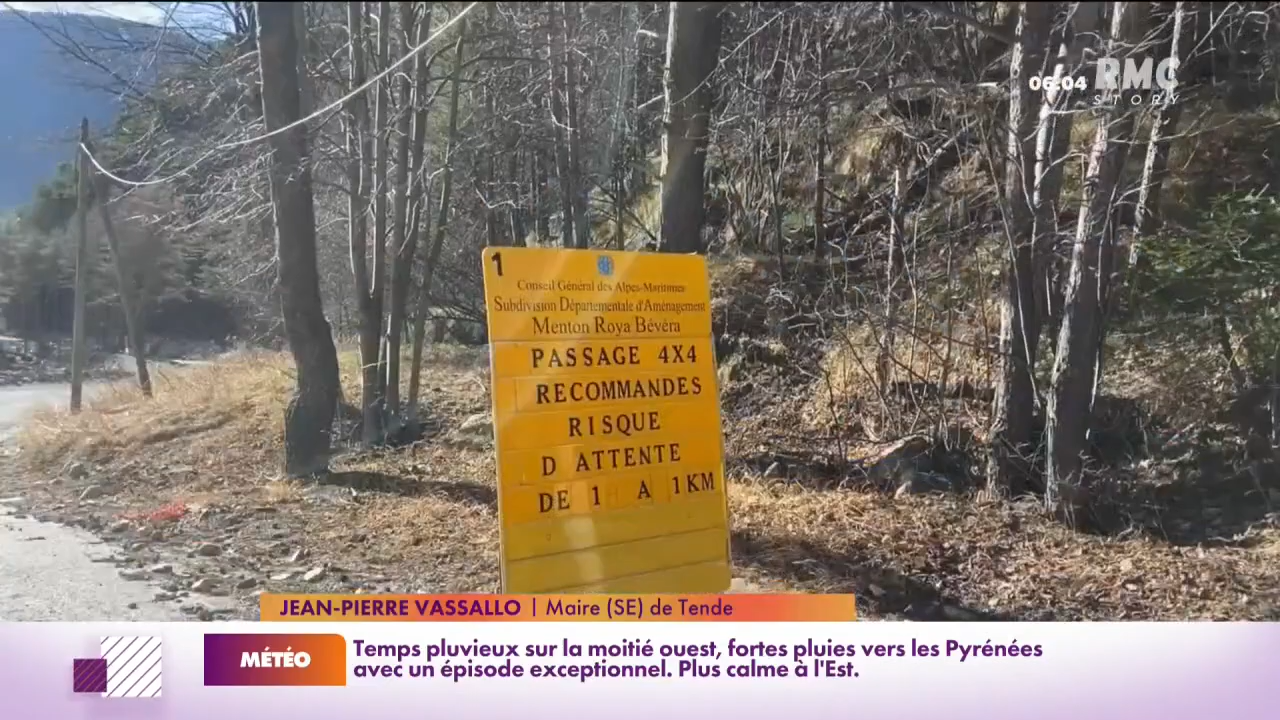 06:04 RMC
STORY
1
Conseil Général des Alpes-Maritimes
Subdivision Départementale d'Aménagement
Menton Roya Bévéra
PASSAGE 4X4
RECOMMANDES
RISQUE
D ATTENTE
DE 1 A 1KM
JEAN-PIERRE VASSALLO | Maire (SE) de Tende
MÉTÉO
Temps pluvieux sur la moitié ouest, fortes pluies vers les Pyrénées
avec un épisode exceptionnel. Plus calme à l'Est.